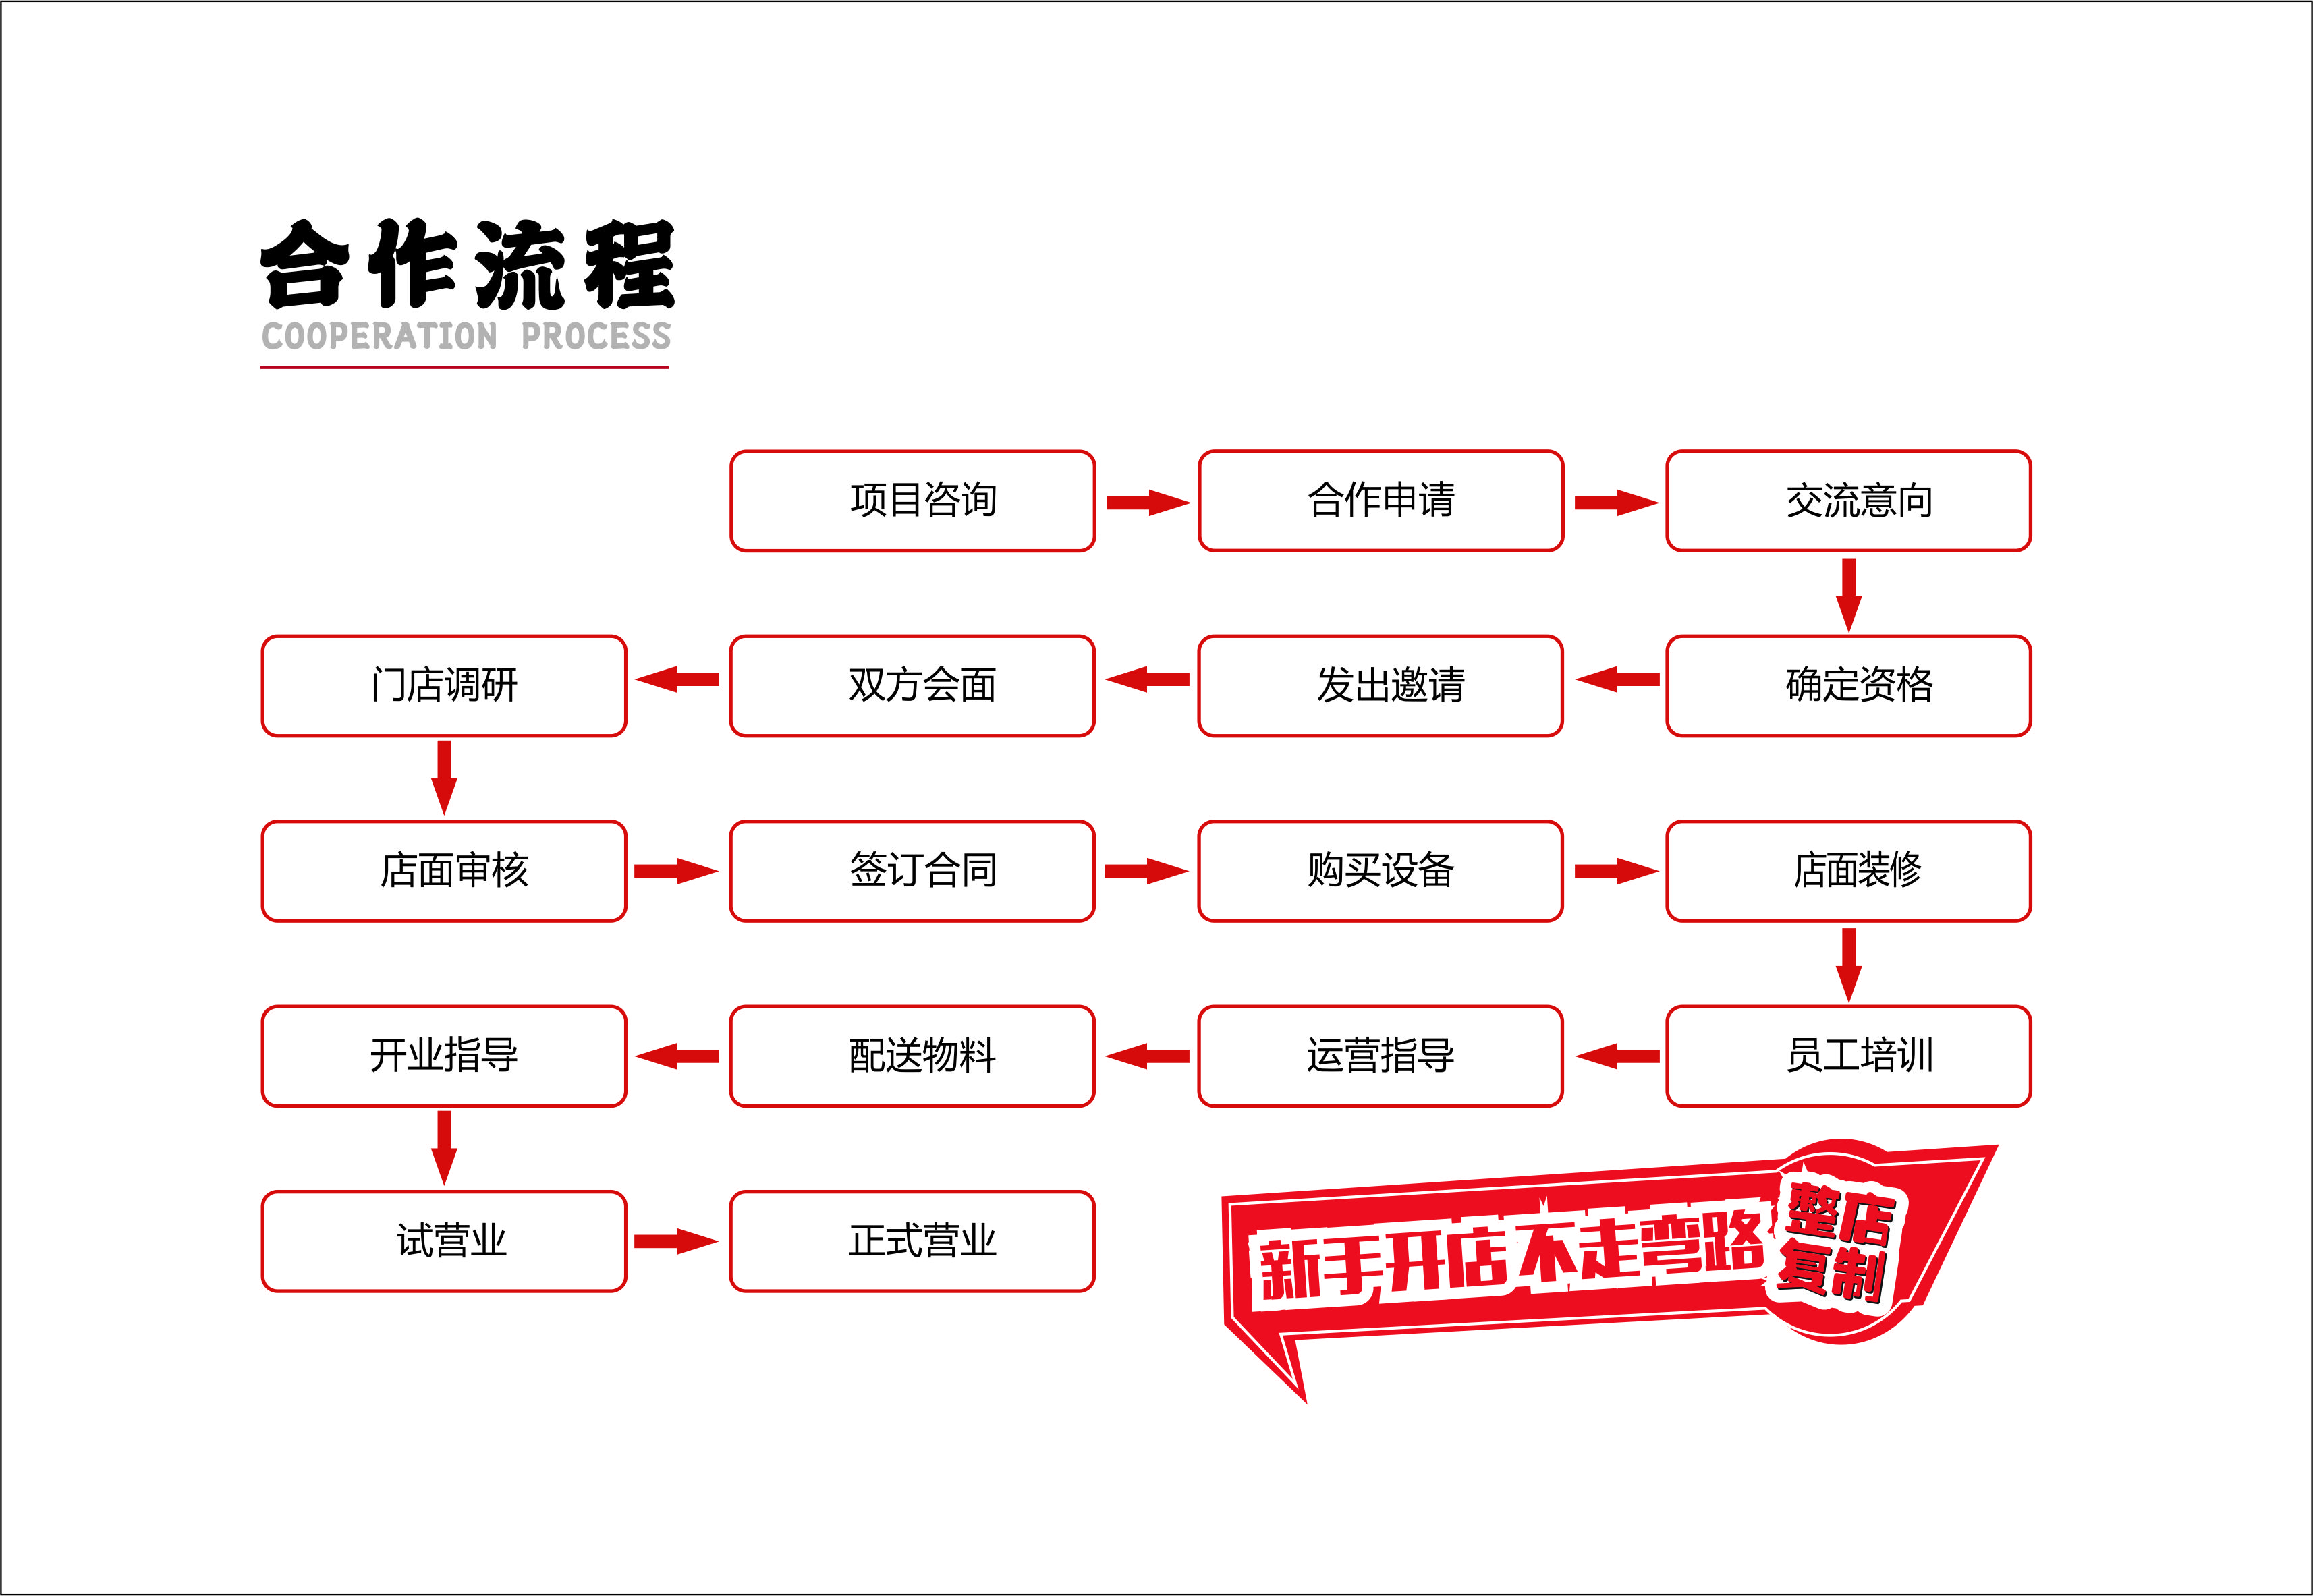 合作流程
COOPERATION PROCESS
项目咨询
合作申请
交流意向
门店调研
双方会面
发出邀请
确定资格
店面审核
签订合同
购买设备
店面装修
开业指导
配送物料
运营指导
员工培训
试营业
正式营业
新手开店不走弯路
整店
复制